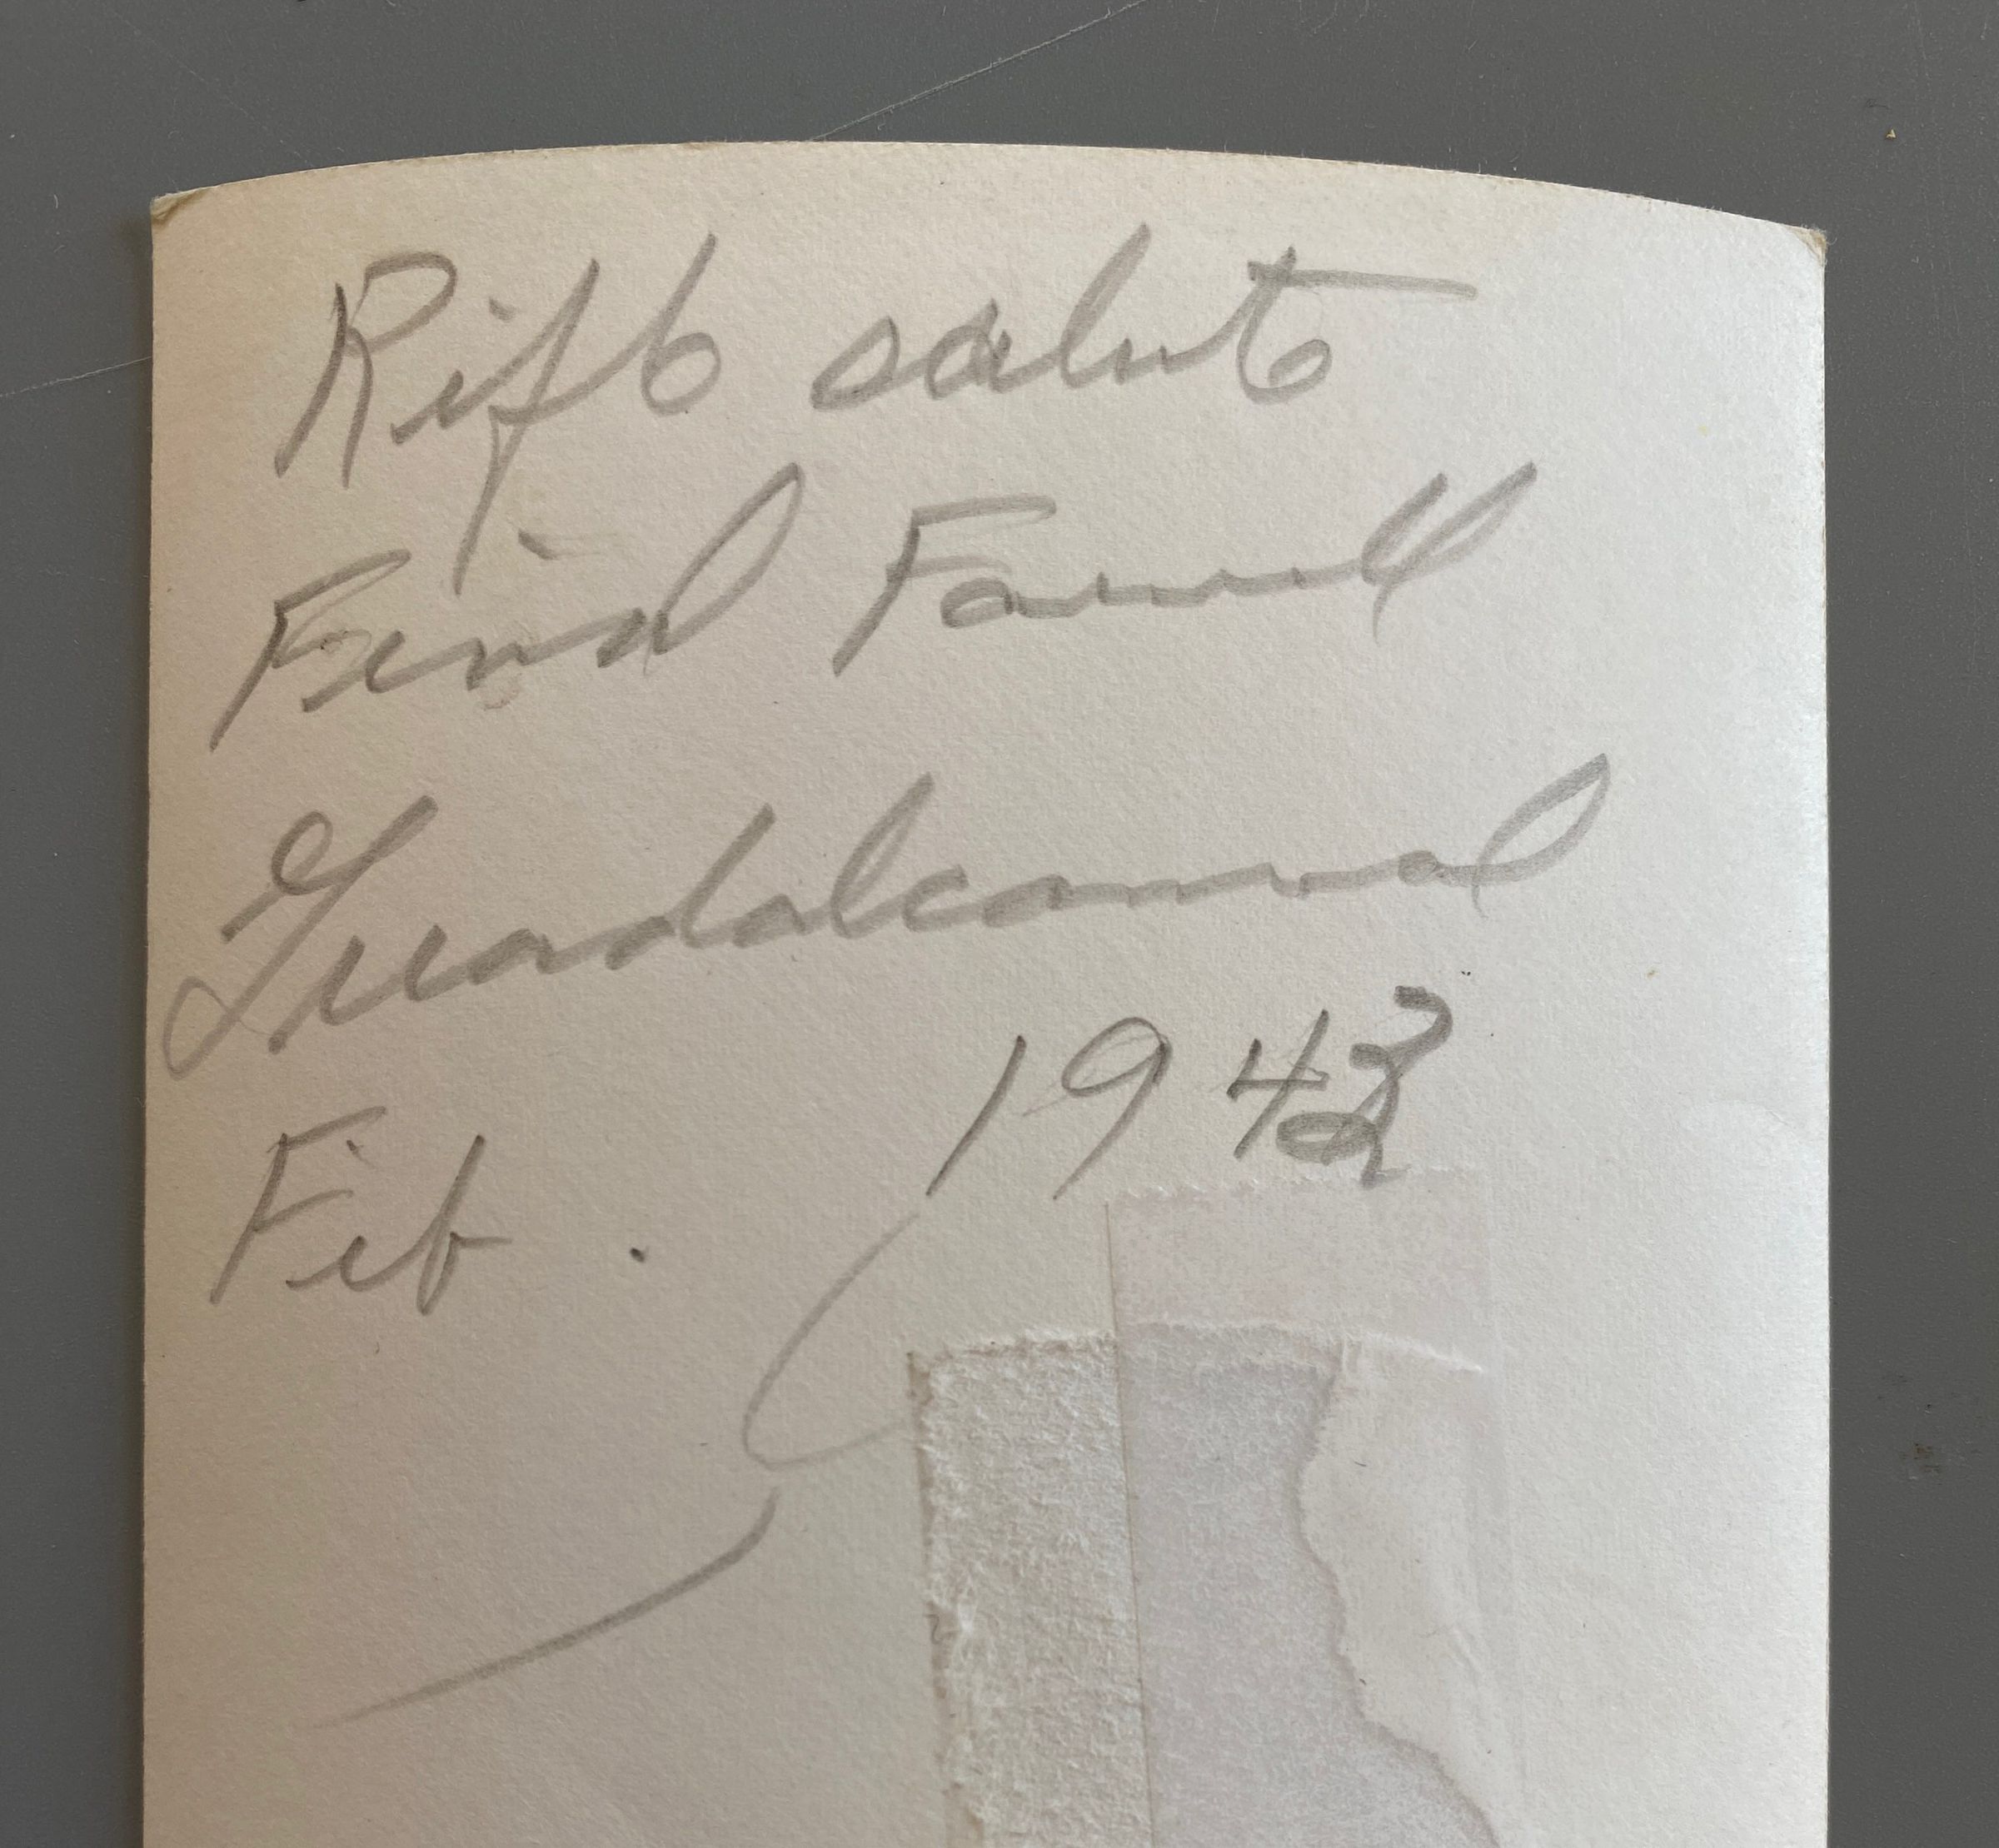 Rifle salute
Final Farewell
Guadalcanal
1943
Feb.